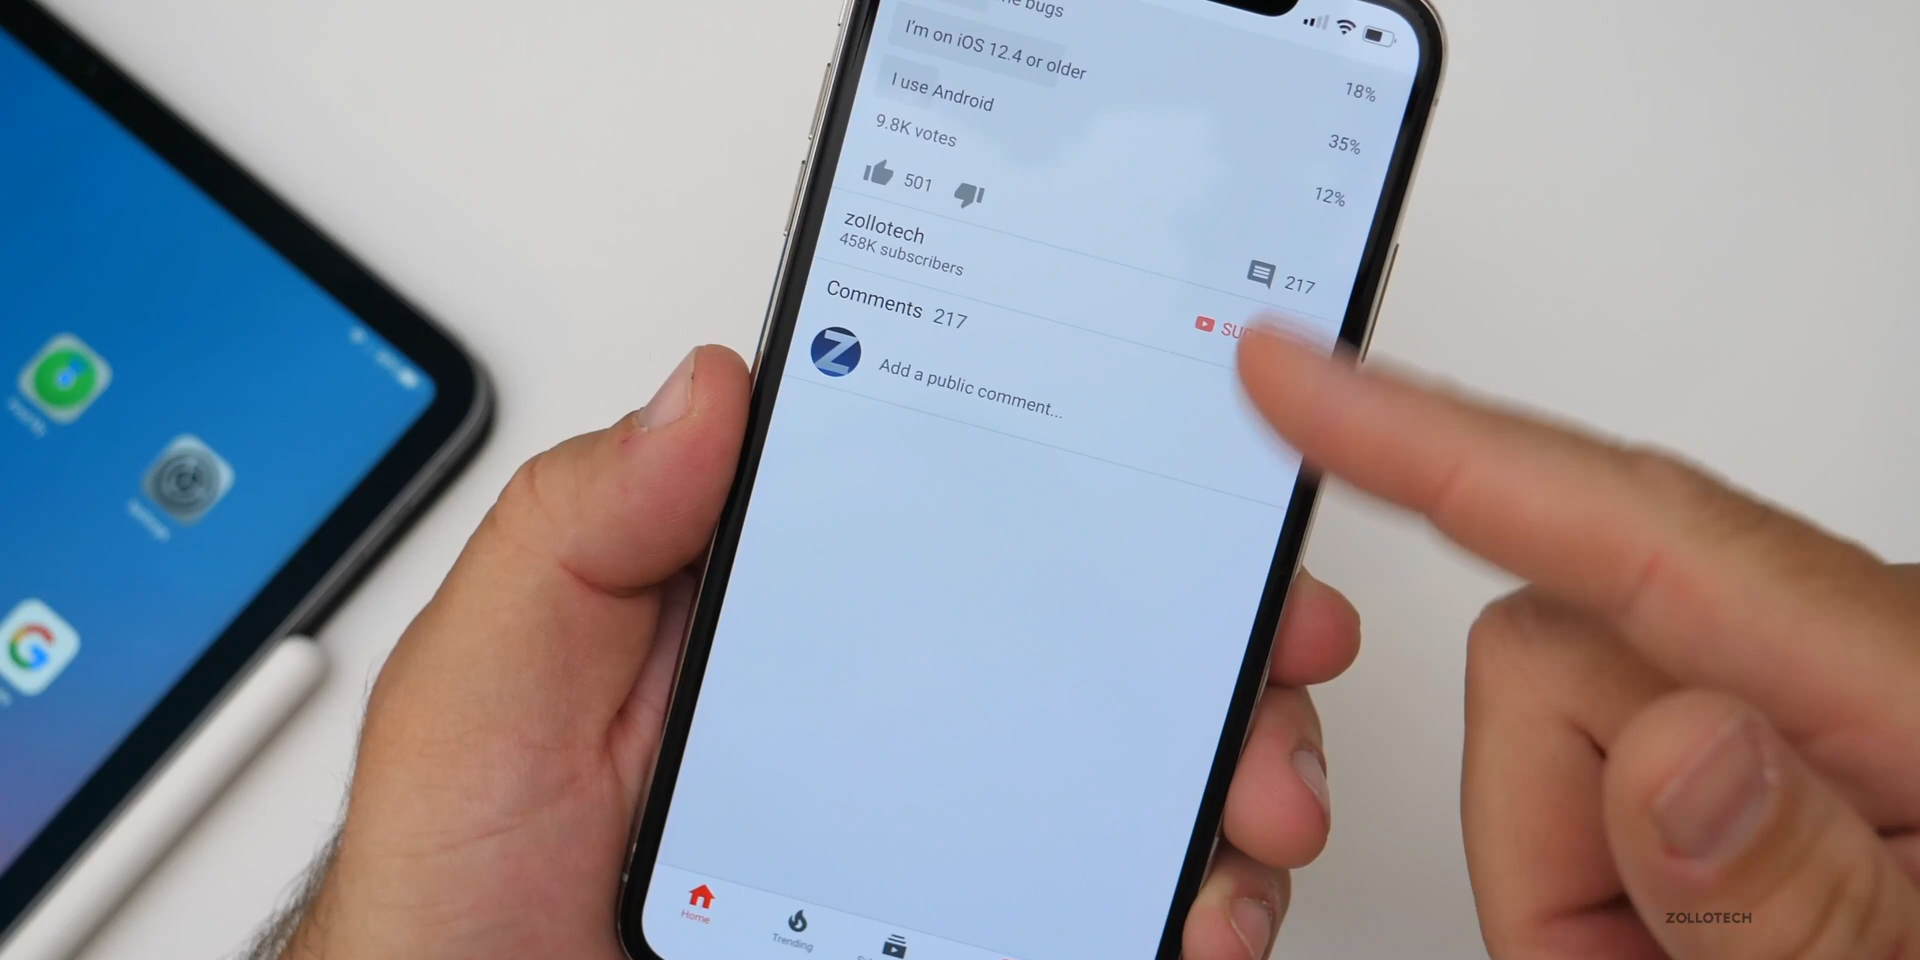 ne bugs
18%
I'm on iOS 12.4 or older
35%
I use Android
12%
9.8K votes
501
217
zollotech
458K subscribers
Comments 217
Add a public comment...
Home
Trending
ZOLLOTECH